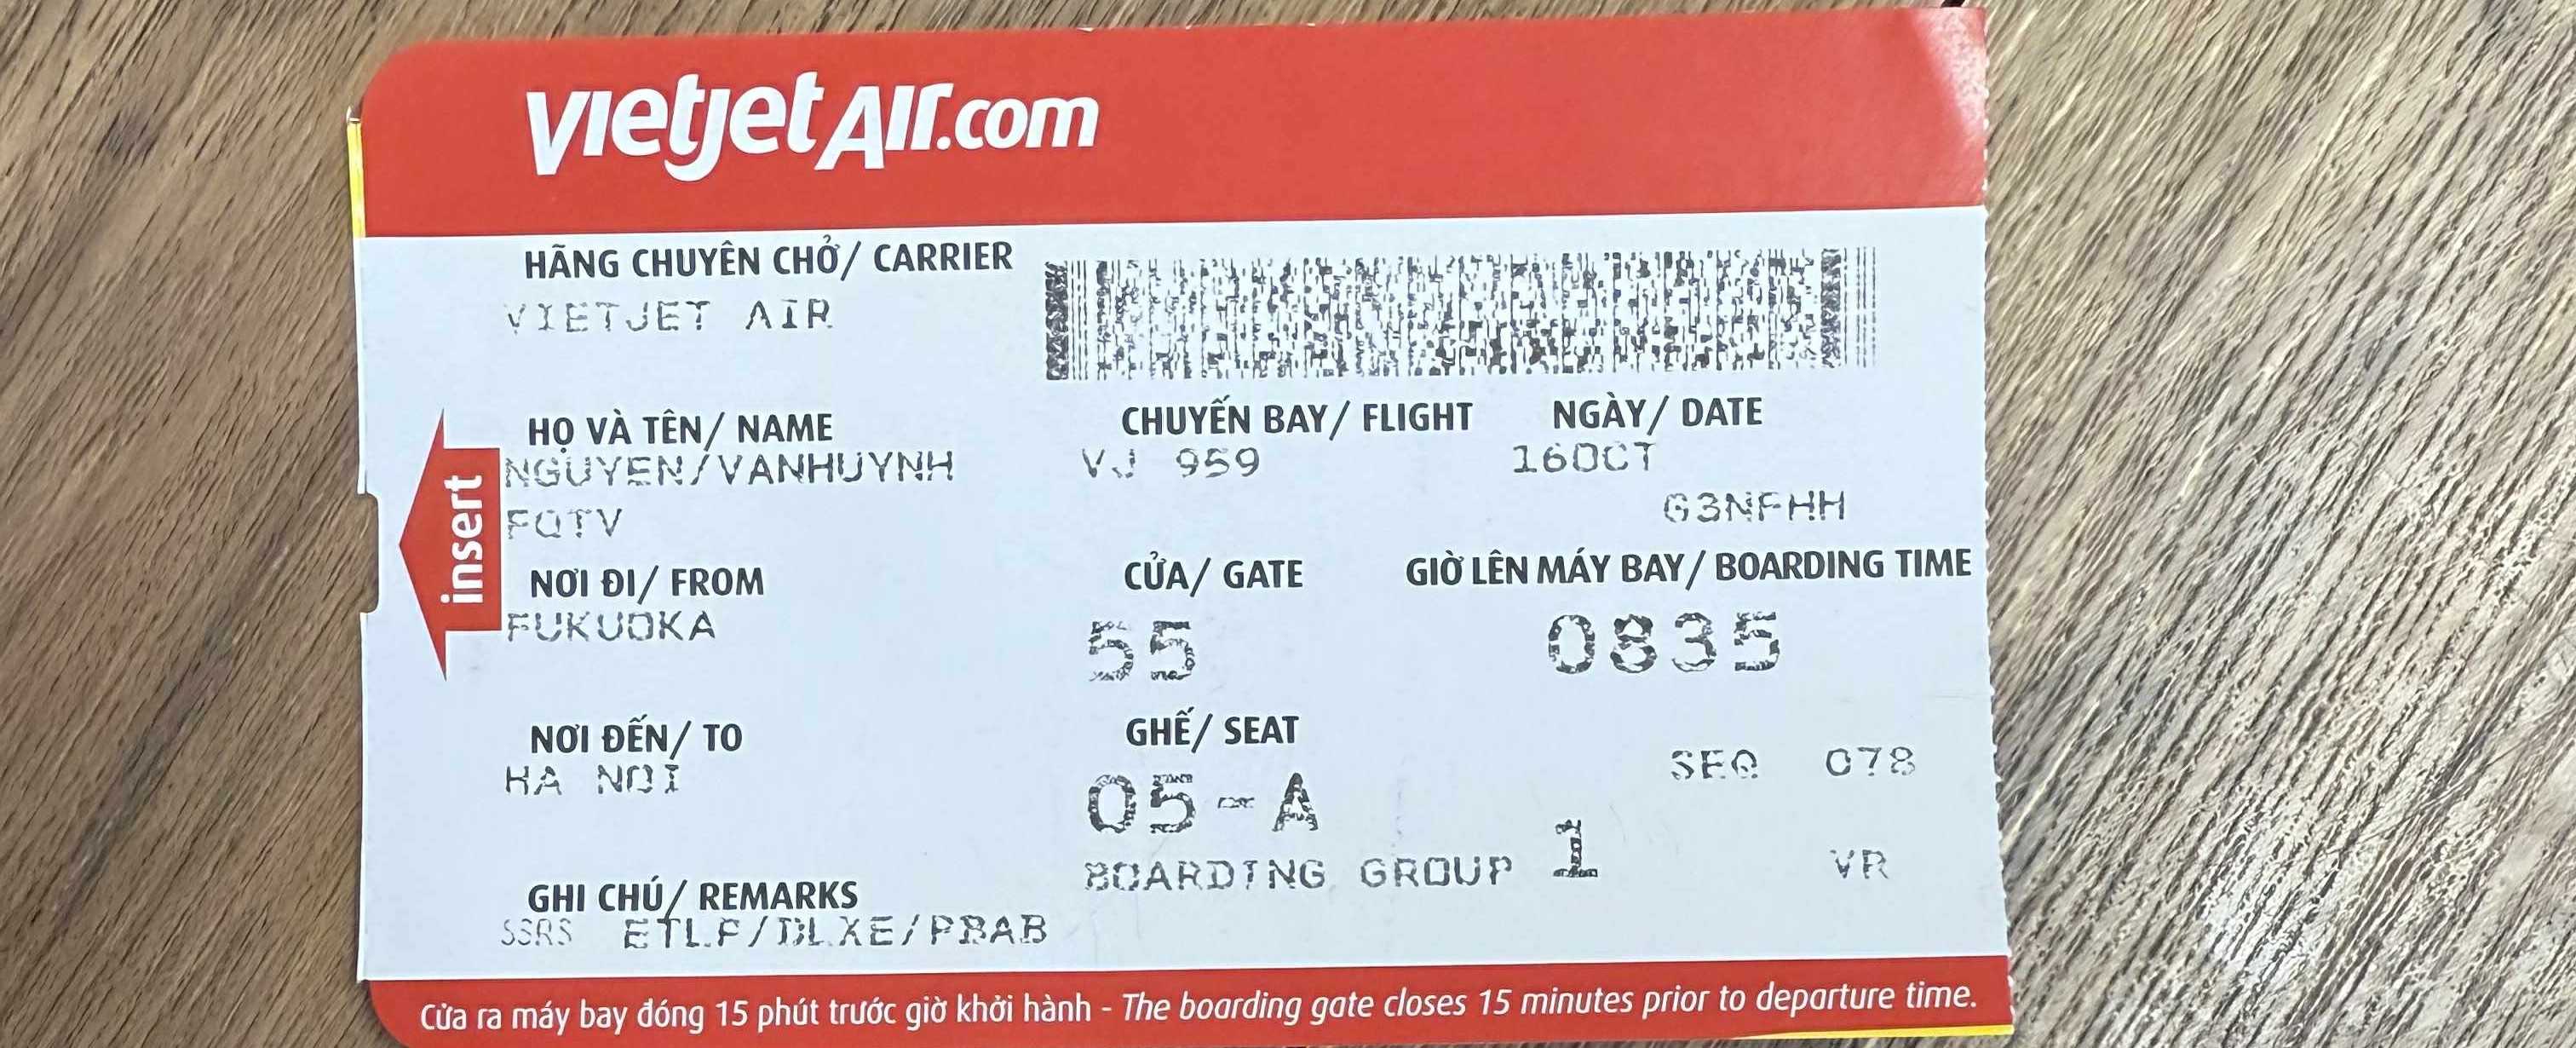 vietjetAir.com
HÃNG CHUYÊN CHỞ/ CARRIER
VIETJET AIR
HỌ VÀ TÊN/ NAME
NGUYEN/VANHUYNH
FQTV
CHUYẾN BAY/ FLIGHT
VJ 959
NGÀY/ DATE
16OCT
G3NFHH
insert
NƠI ĐI/ FROM
FUKUOKA
CỬA/ GATE
55
GIỜ LÊN MÁY BAY/ BOARDING TIME
0835
NƠI ĐẾN/ TO
HA NOI
GHẾ/ SEAT
05-A
SEQ 078
BOARDING GROUP 1
VR
GHI CHÚ/ REMARKS
SSRS ETLF/DLXE/PBAB
Cửa ra máy bay đóng 15 phút trước giờ khởi hành - The boarding gate closes 15 minutes prior to departure time.